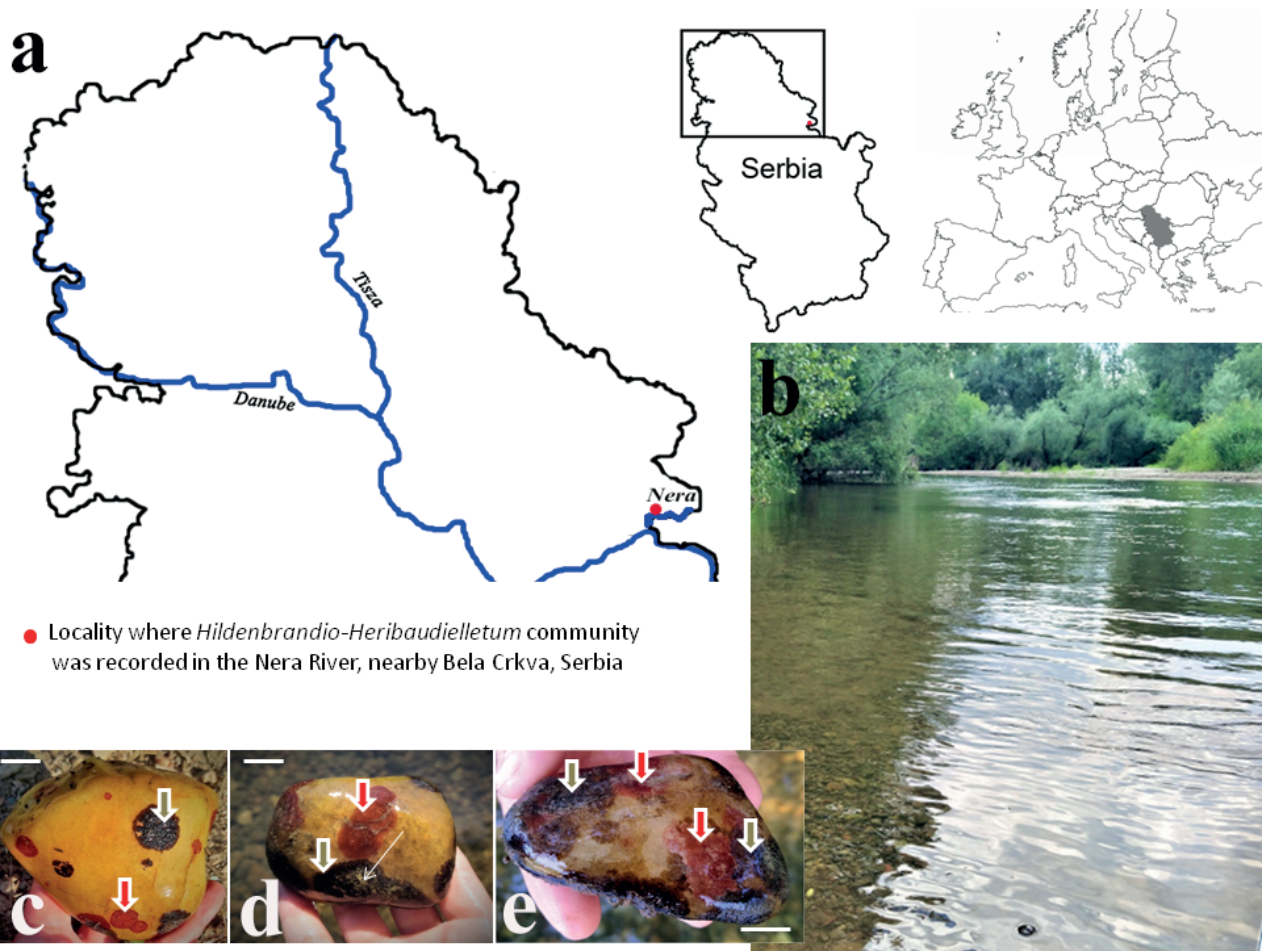 a
Serbia
Tisza
Danube
Nera
b
Locality where Hildenbrandio-Heribaudielletum community
was recorded in the Nera River, nearby Bela Crkva, Serbia
c
d
e